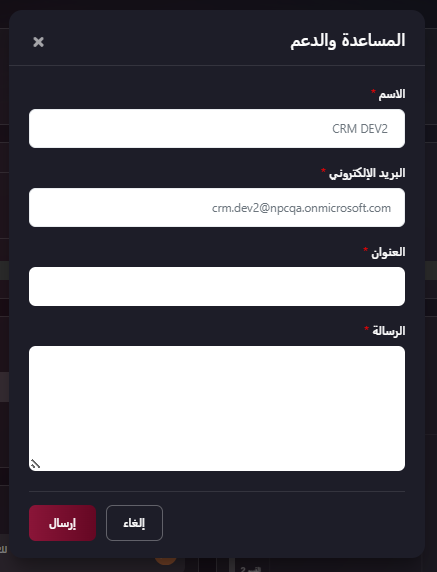 المساعدة والدعم
الاسم *
CRM DEV2
البريد الإلكتروني *
crm.dev2@npcqa.onmicrosoft.com
العنوان *
الرسالة *
إلغاء
إرسال